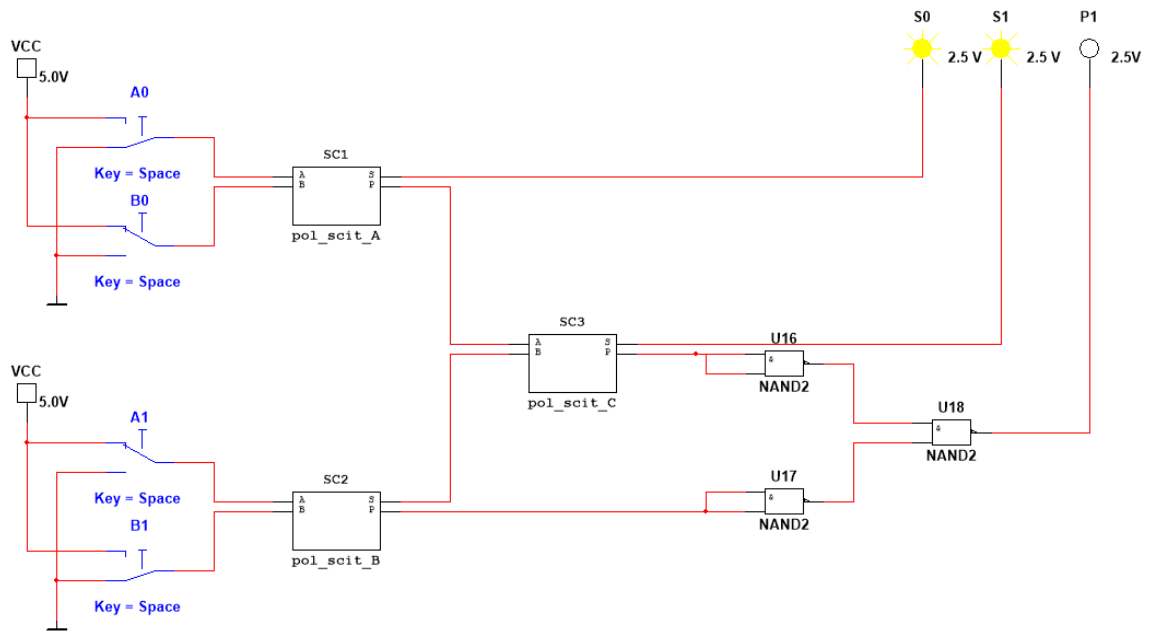 S0
S1
P1
2.5 V
2.5 V
2.5V
VCC
5.0V
A0
Key = Space
B0
Key = Space
SC1
A
B
S
P
pol_scit_A
SC3
A
B
S
P
pol_scit_C
U16
&
NAND2
U18
&
NAND2
VCC
5.0V
A1
Key = Space
B1
Key = Space
SC2
A
B
S
P
pol_scit_B
U17
&
NAND2